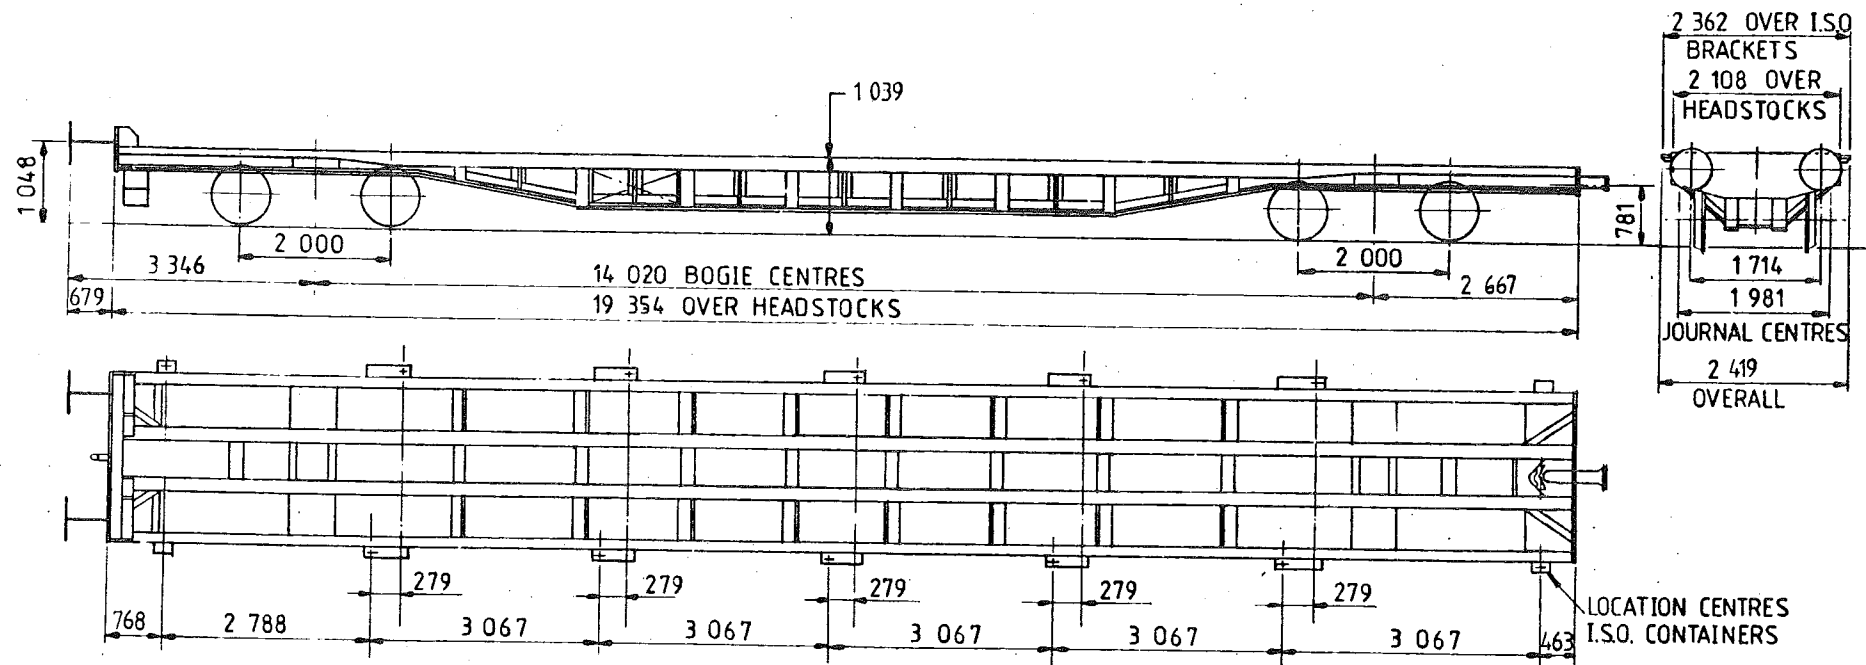 2 362 OVER I.S.O
BRACKETS
2 108 OVER
HEADSTOCKS
1 039
1 048
781
2 000
2 000
3 346
14 020 BOGIE CENTRES
2 667
679
19 354 OVER HEADSTOCKS
1 714
1 981
JOURNAL CENTRES
2 419
OVERALL
279
279
279
279
279
768
2 788
3 067
3 067
3 067
3 067
3 067
463
LOCATION CENTRES
I.S.O. CONTAINERS